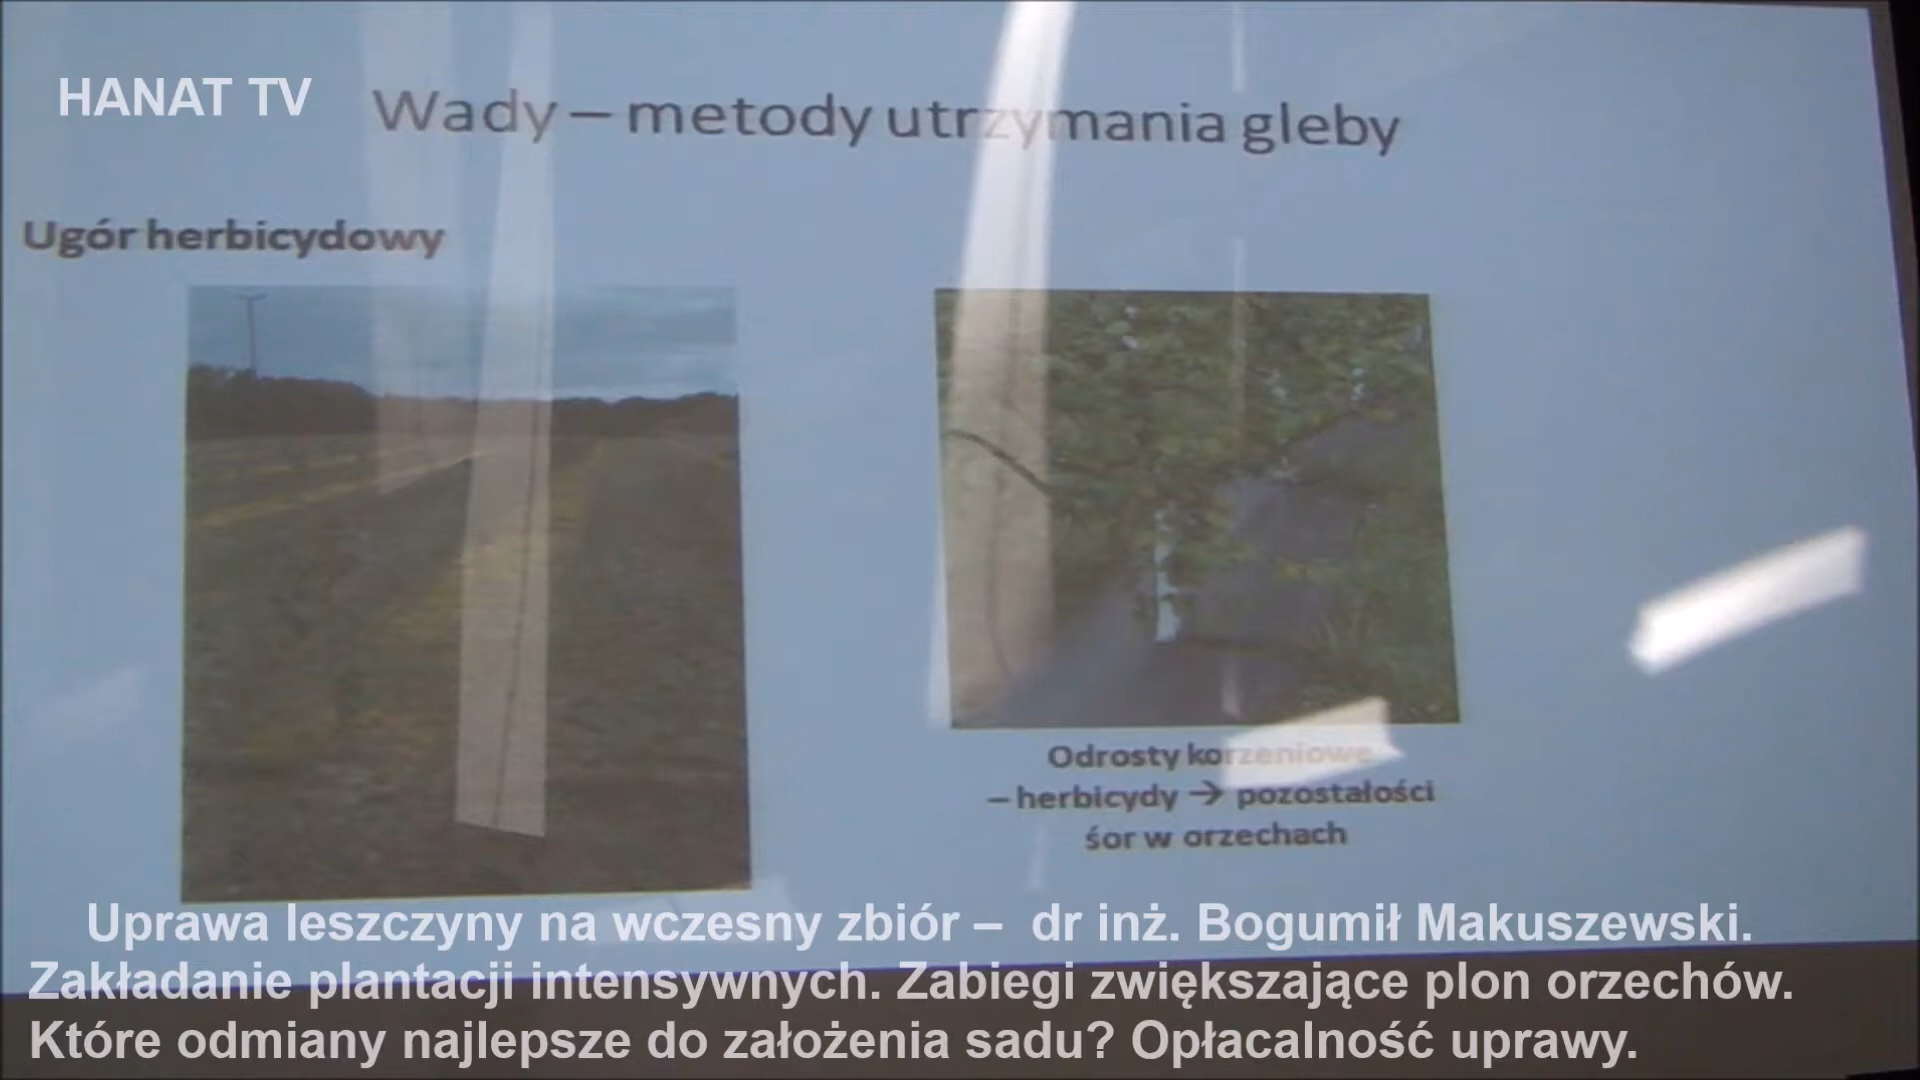 HANAT TV
Wady – metody utrzymania gleby
Ugór herbicydowy
Odrosty korzeniowe
– herbicydy → pozostałości
śor w orzechach
Uprawa leszczyny na wczesny zbiór – dr inż. Bogumił Makuszewski.
Zakładanie plantacji intensywnych. Zabiegi zwiększające plon orzechów.
Które odmiany najlepsze do założenia sadu? Opłacalność uprawy.